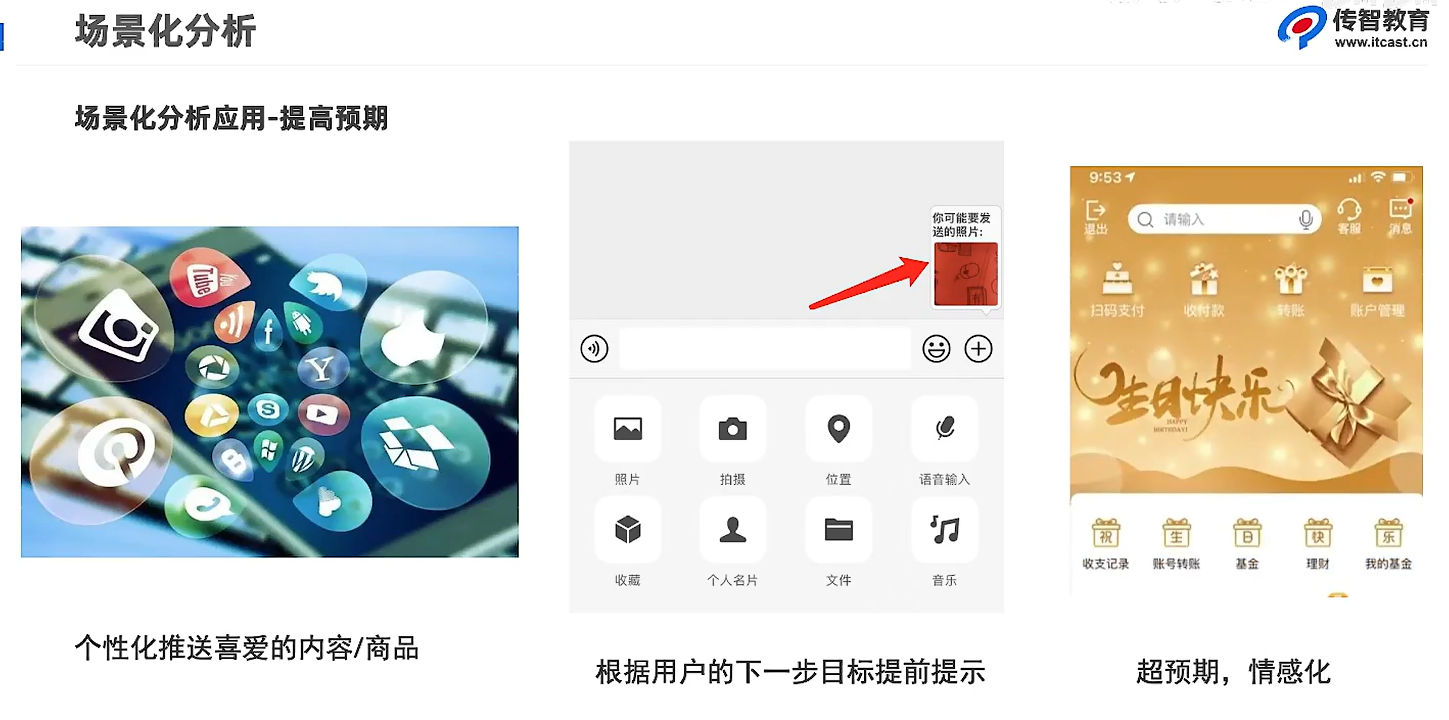 场景化分析
传智教育
www.itcast.cn
场景化分析应用-提高预期
You
Tube
个性化推送喜爱的内容/商品
你可能要发
送的照片:
照片
拍摄
位置
语音输入
收藏
个人名片
文件
音乐
根据用户的下一步目标提前提示
9:53
退出
请输入
客服
消息
扫码支付
收付款
转账
账户管理
生日快乐
HAPPY
BIRTHDAY!
祝
生
日
快
乐
收支记录
账号转账
基金
理财
我的基金
超预期，情感化